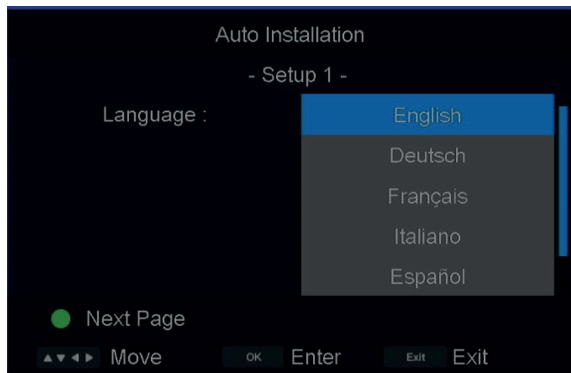 Auto Installation
- Setup 1 -
Language : English
Deutsch
Français
Italiano
Español
Next Page
▲▼◄► Move OK Enter Exit Exit